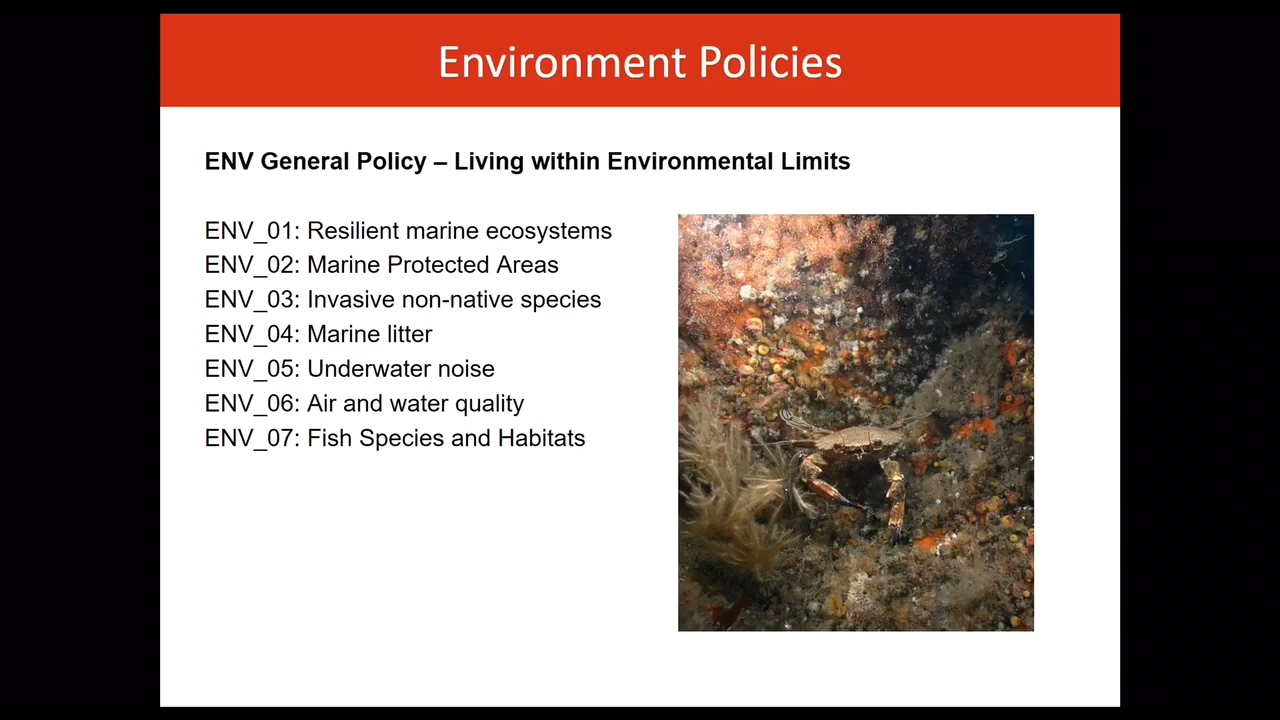 Environment Policies
ENV General Policy – Living within Environmental Limits
ENV_01: Resilient marine ecosystems
ENV_02: Marine Protected Areas
ENV_03: Invasive non-native species
ENV_04: Marine litter
ENV_05: Underwater noise
ENV_06: Air and water quality
ENV_07: Fish Species and Habitats